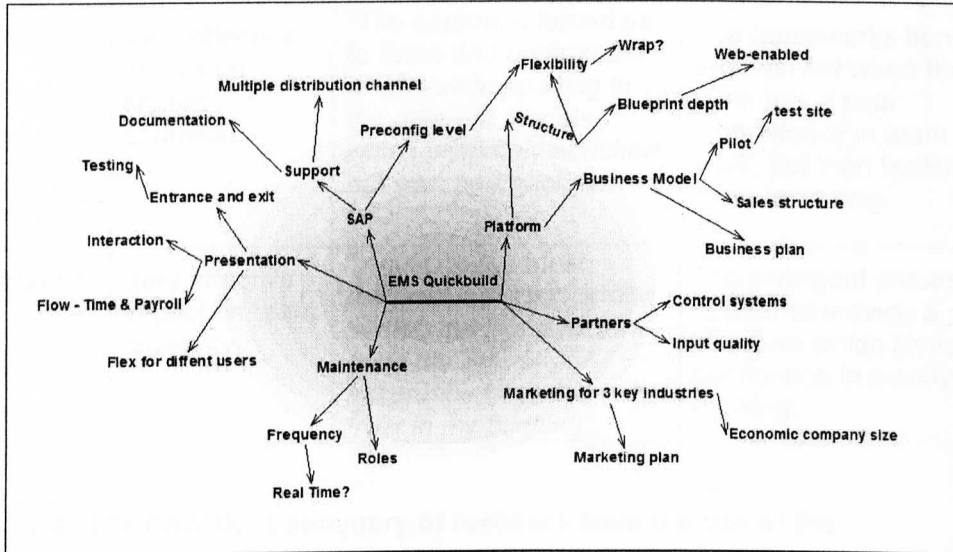 Wrap?
Web-enabled
Flexibility
Multiple distribution channel
Blueprint depth
test site
Documentation
Preconfig level
Structure
Pilot
Testing
Support
Business Model
Entrance and exit
Sales structure
SAP
Platform
Interaction
Business plan
Presentation
EMS Quickbuild
Flow - Time & Payroll
Control systems
Partners
Input quality
Flex for diffent users
Maintenance
Marketing for 3 key industries
Frequency
Economic company size
Roles
Marketing plan
Real Time?